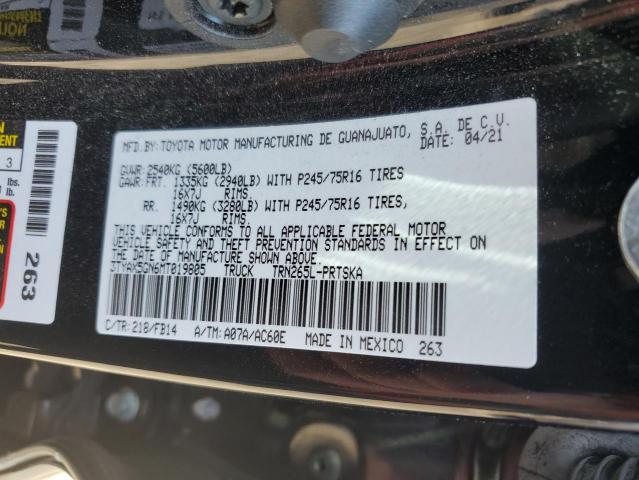 MFD. BY: TOYOTA MOTOR MANUFACTURING DE GUANAJUATO, S.A. DE C.V.
DATE: 04/21
GVWR: 2540KG (5600LB)
GAWR: FRT. 1335KG (2940LB) WITH P245/75R16 TIRES
16X7J RIMS,
RR. 1490KG (3280LB) WITH P245/75R16 TIRES,
16X7J RIMS.
THIS VEHICLE CONFORMS TO ALL APPLICABLE FEDERAL MOTOR
VEHICLE SAFETY AND THEFT PREVENTION STANDARDS IN EFFECT ON
THE DATE OF MANUFACTURE SHOWN ABOVE.
3TYAX5GN6MT019805 TRUCK TRN265L-PRTSKA
C/TR: 218/FB14 A/TM: A07A/AC60E MADE IN MEXICO 263
3
lbs.
263